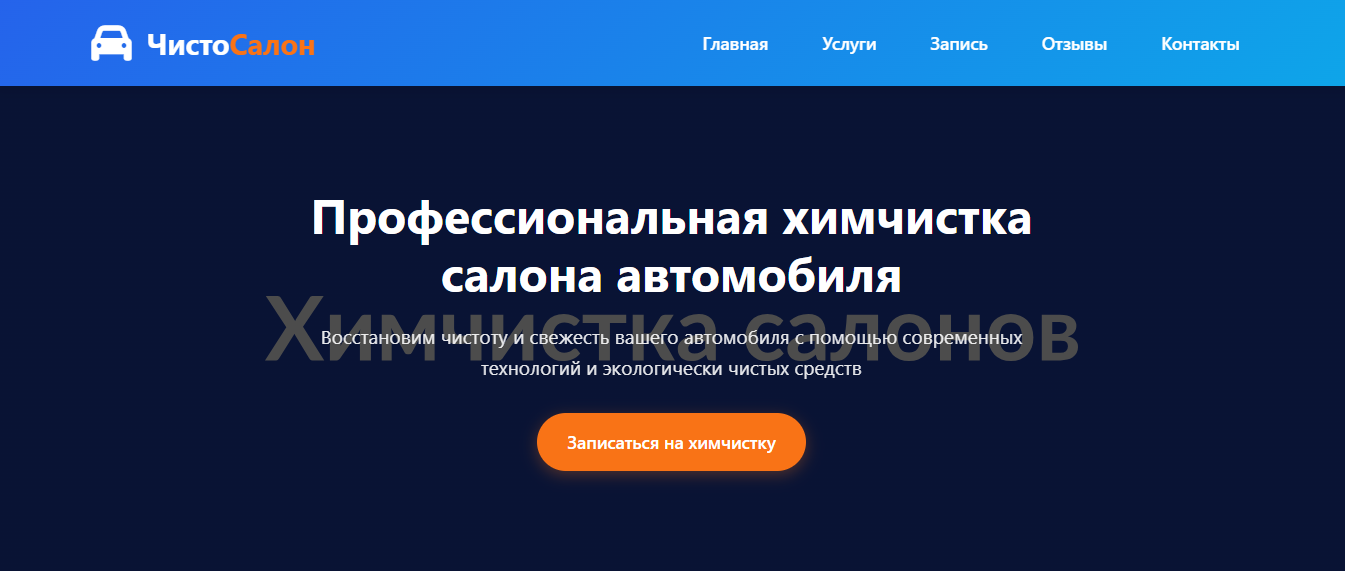 ЧистоСалон
Главная Услуги Запись Отзывы Контакты
Профессиональная химчистка
салона автомобиля
Химчистка салонов
Восстановим чистоту и свежесть вашего автомобиля с помощью современных
технологий и экологически чистых средств
Записаться на химчистку